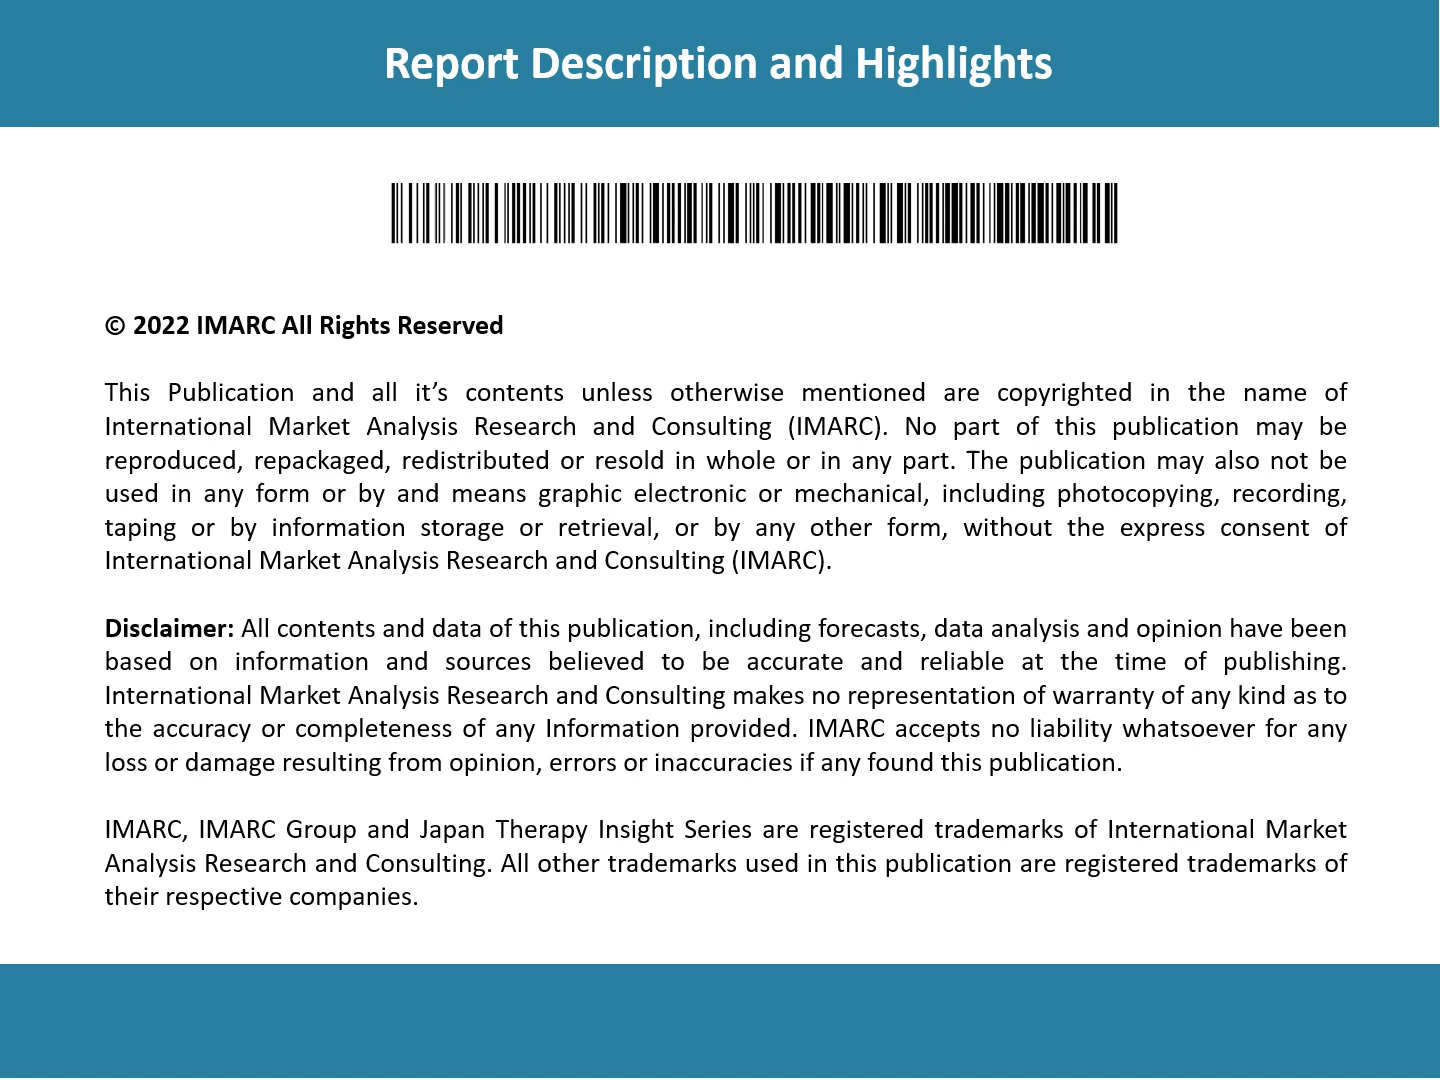 Report Description and Highlights
© 2022 IMARC All Rights Reserved
This Publication and all it’s contents unless otherwise mentioned are copyrighted in the name of
International Market Analysis Research and Consulting (IMARC). No part of this publication may be
reproduced, repackaged, redistributed or resold in whole or in any part. The publication may also not be
used in any form or by and means graphic electronic or mechanical, including photocopying, recording,
taping or by information storage or retrieval, or by any other form, without the express consent of
International Market Analysis Research and Consulting (IMARC).
Disclaimer: All contents and data of this publication, including forecasts, data analysis and opinion have been
based on information and sources believed to be accurate and reliable at the time of publishing.
International Market Analysis Research and Consulting makes no representation of warranty of any kind as to
the accuracy or completeness of any Information provided. IMARC accepts no liability whatsoever for any
loss or damage resulting from opinion, errors or inaccuracies if any found this publication.
IMARC, IMARC Group and Japan Therapy Insight Series are registered trademarks of International Market
Analysis Research and Consulting. All other trademarks used in this publication are registered trademarks of
their respective companies.